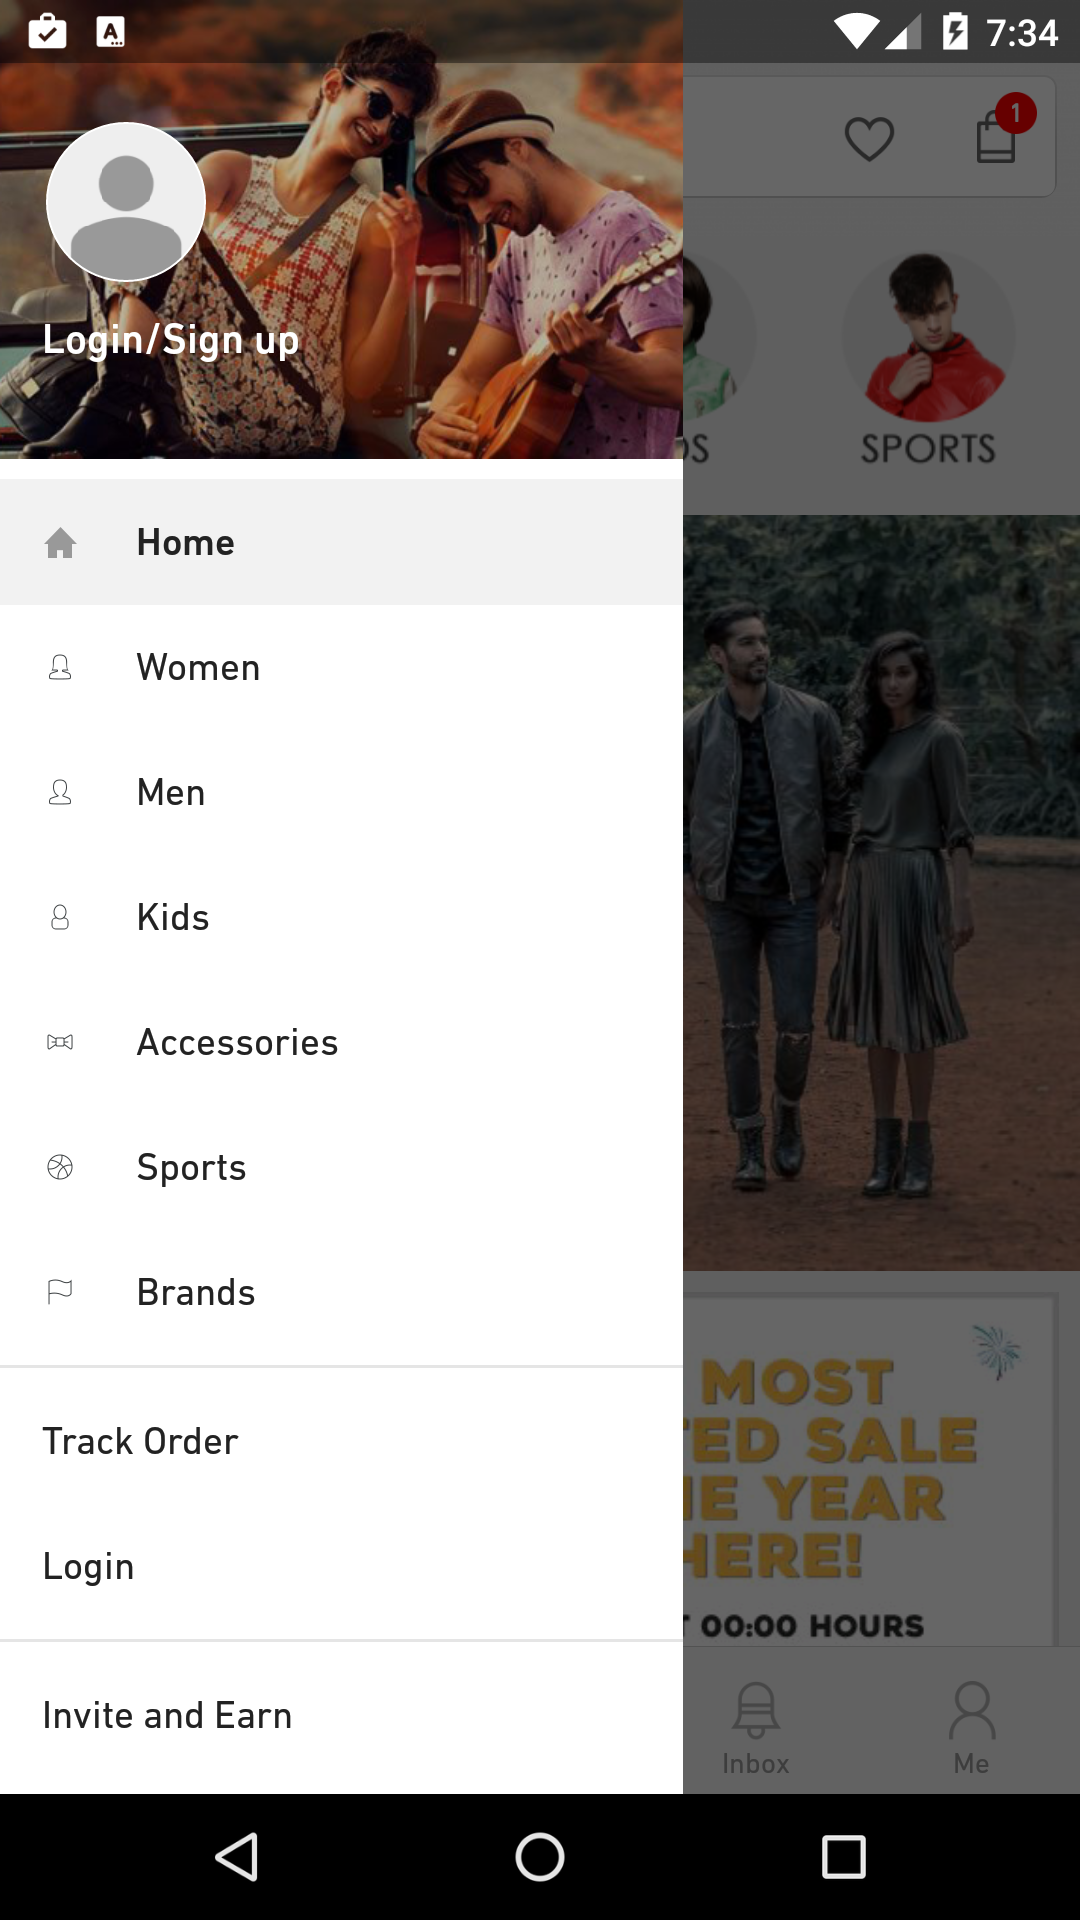 7:34
1
Login/Sign up
SPORTS
Home
Women
Men
Kids
Accessories
Sports
Brands
MOST
SALE
YEAR
HERE!
00:00 HOURS
Track Order
Login
Invite and Earn
Inbox
Me